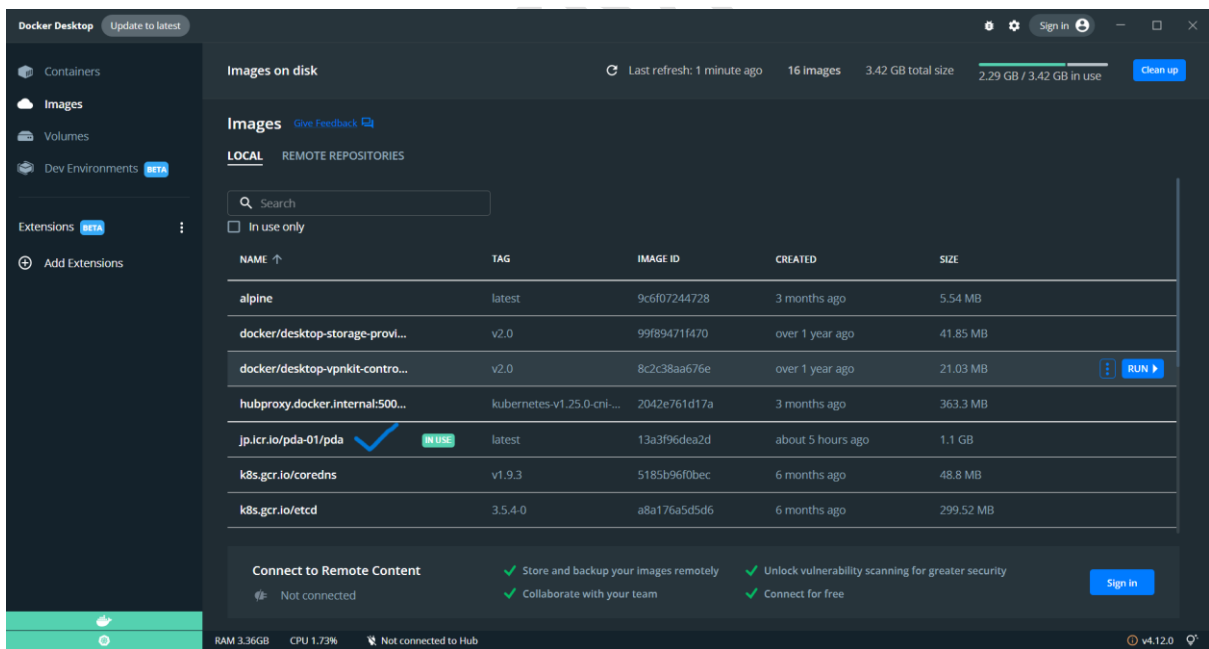 Docker Desktop Update to latest Sign in
Containers
Images
Volumes
Dev Environments BETA
Extensions BETA
Add Extensions
Images on disk Last refresh: 1 minute ago 16 images 3.42 GB total size 2.29 GB / 3.42 GB in use Clean up
Images Give Feedback
LOCAL REMOTE REPOSITORIES
Search
In use only
NAME TAG IMAGE ID CREATED SIZE
alpine latest 9c6f07244728 3 months ago 5.54 MB
docker/desktop-storage-provi... v2.0 99f89471f470 over 1 year ago 41.85 MB
docker/desktop-vpnkit-contro... v2.0 8c2c38aa676e over 1 year ago 21.03 MB RUN
hubproxy.docker.internal:500... kubernetes-v1.25.0-cni-... 2042e761d17a 3 months ago 363.3 MB
jp.icr.io/pda-01/pda IN USE latest 13a3f96dea2d about 5 hours ago 1.1 GB
k8s.gcr.io/coredns v1.9.3 5185b96f0bec 6 months ago 48.8 MB
k8s.gcr.io/etcd 3.5.4-0 a8a176a5d5d6 6 months ago 299.52 MB
Connect to Remote Content
Not connected
Store and backup your images remotely
Collaborate with your team
Unlock vulnerability scanning for greater security
Connect for free
Sign in
RAM 3.36GB CPU 1.73% Not connected to Hub v4.12.0